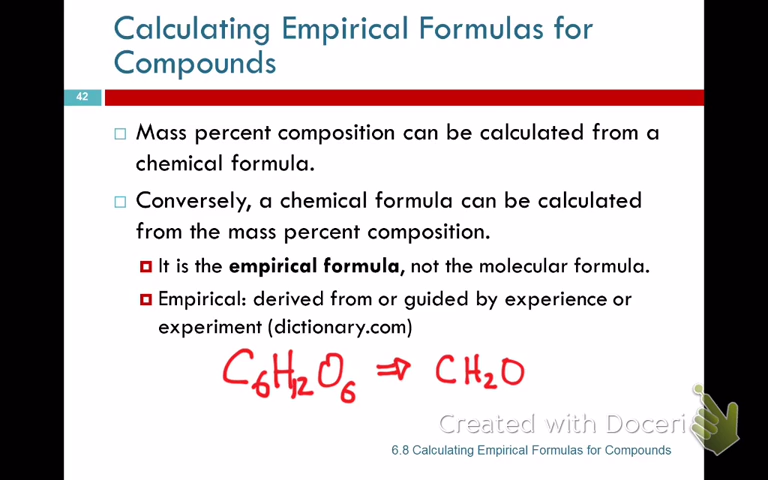 Calculating Empirical Formulas for
Compounds
42
Mass percent composition can be calculated from a
chemical formula.
Conversely, a chemical formula can be calculated
from the mass percent composition.
It is the empirical formula, not the molecular formula.
Empirical: derived from or guided by experience or
experiment (dictionary.com)
C₆H₁₂O₆ ⇒ CH₂O
Created with Doceri
6.8 Calculating Empirical Formulas for Compounds